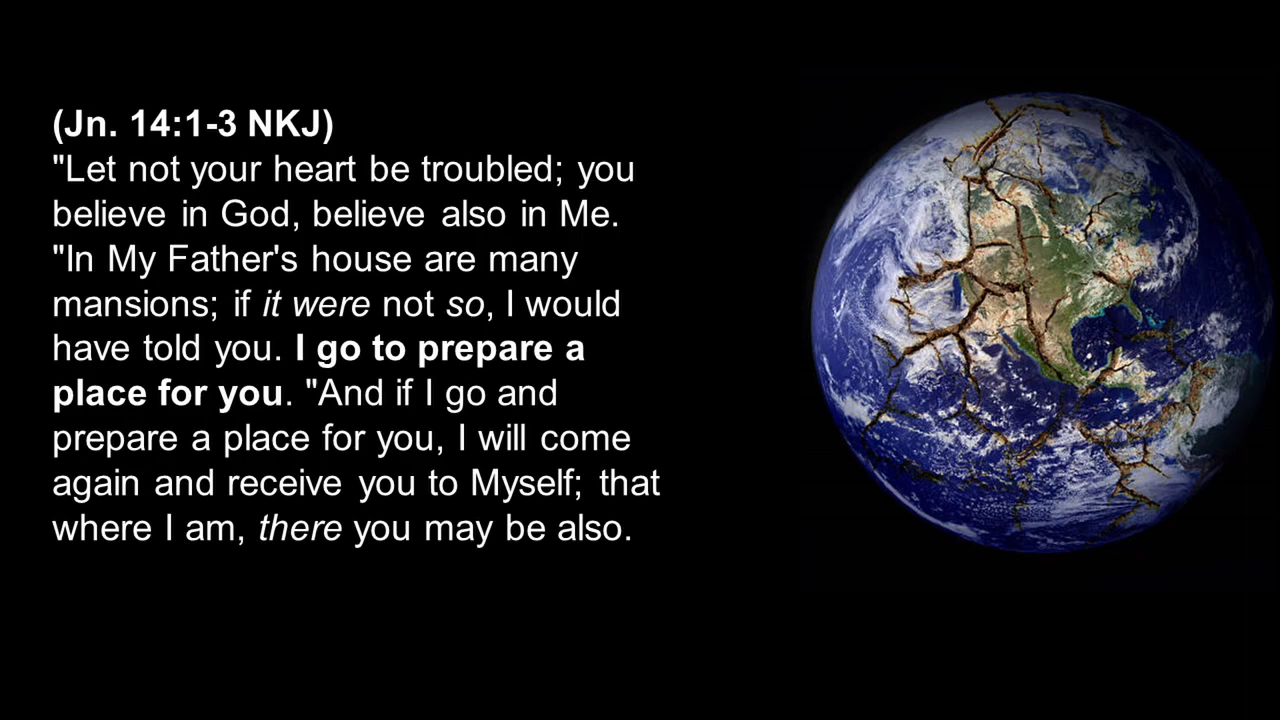 (Jn. 14:1-3 NKJ)
"Let not your heart be troubled; you
believe in God, believe also in Me.
"In My Father's house are many
mansions; if it were not so, I would
have told you. I go to prepare a
place for you. "And if I go and
prepare a place for you, I will come
again and receive you to Myself; that
where I am, there you may be also.